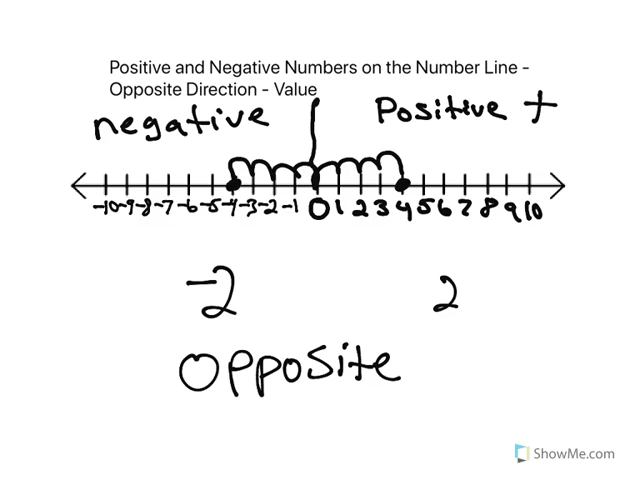 Positive and Negative Numbers on the Number Line -
Opposite Direction - Value
negative Positive +
-10 -9 -8 -7 -6 -5 -4 -3 -2 -1 0 1 2 3 4 5 6 7 8 9 10
-2 2
opposite
ShowMe.com